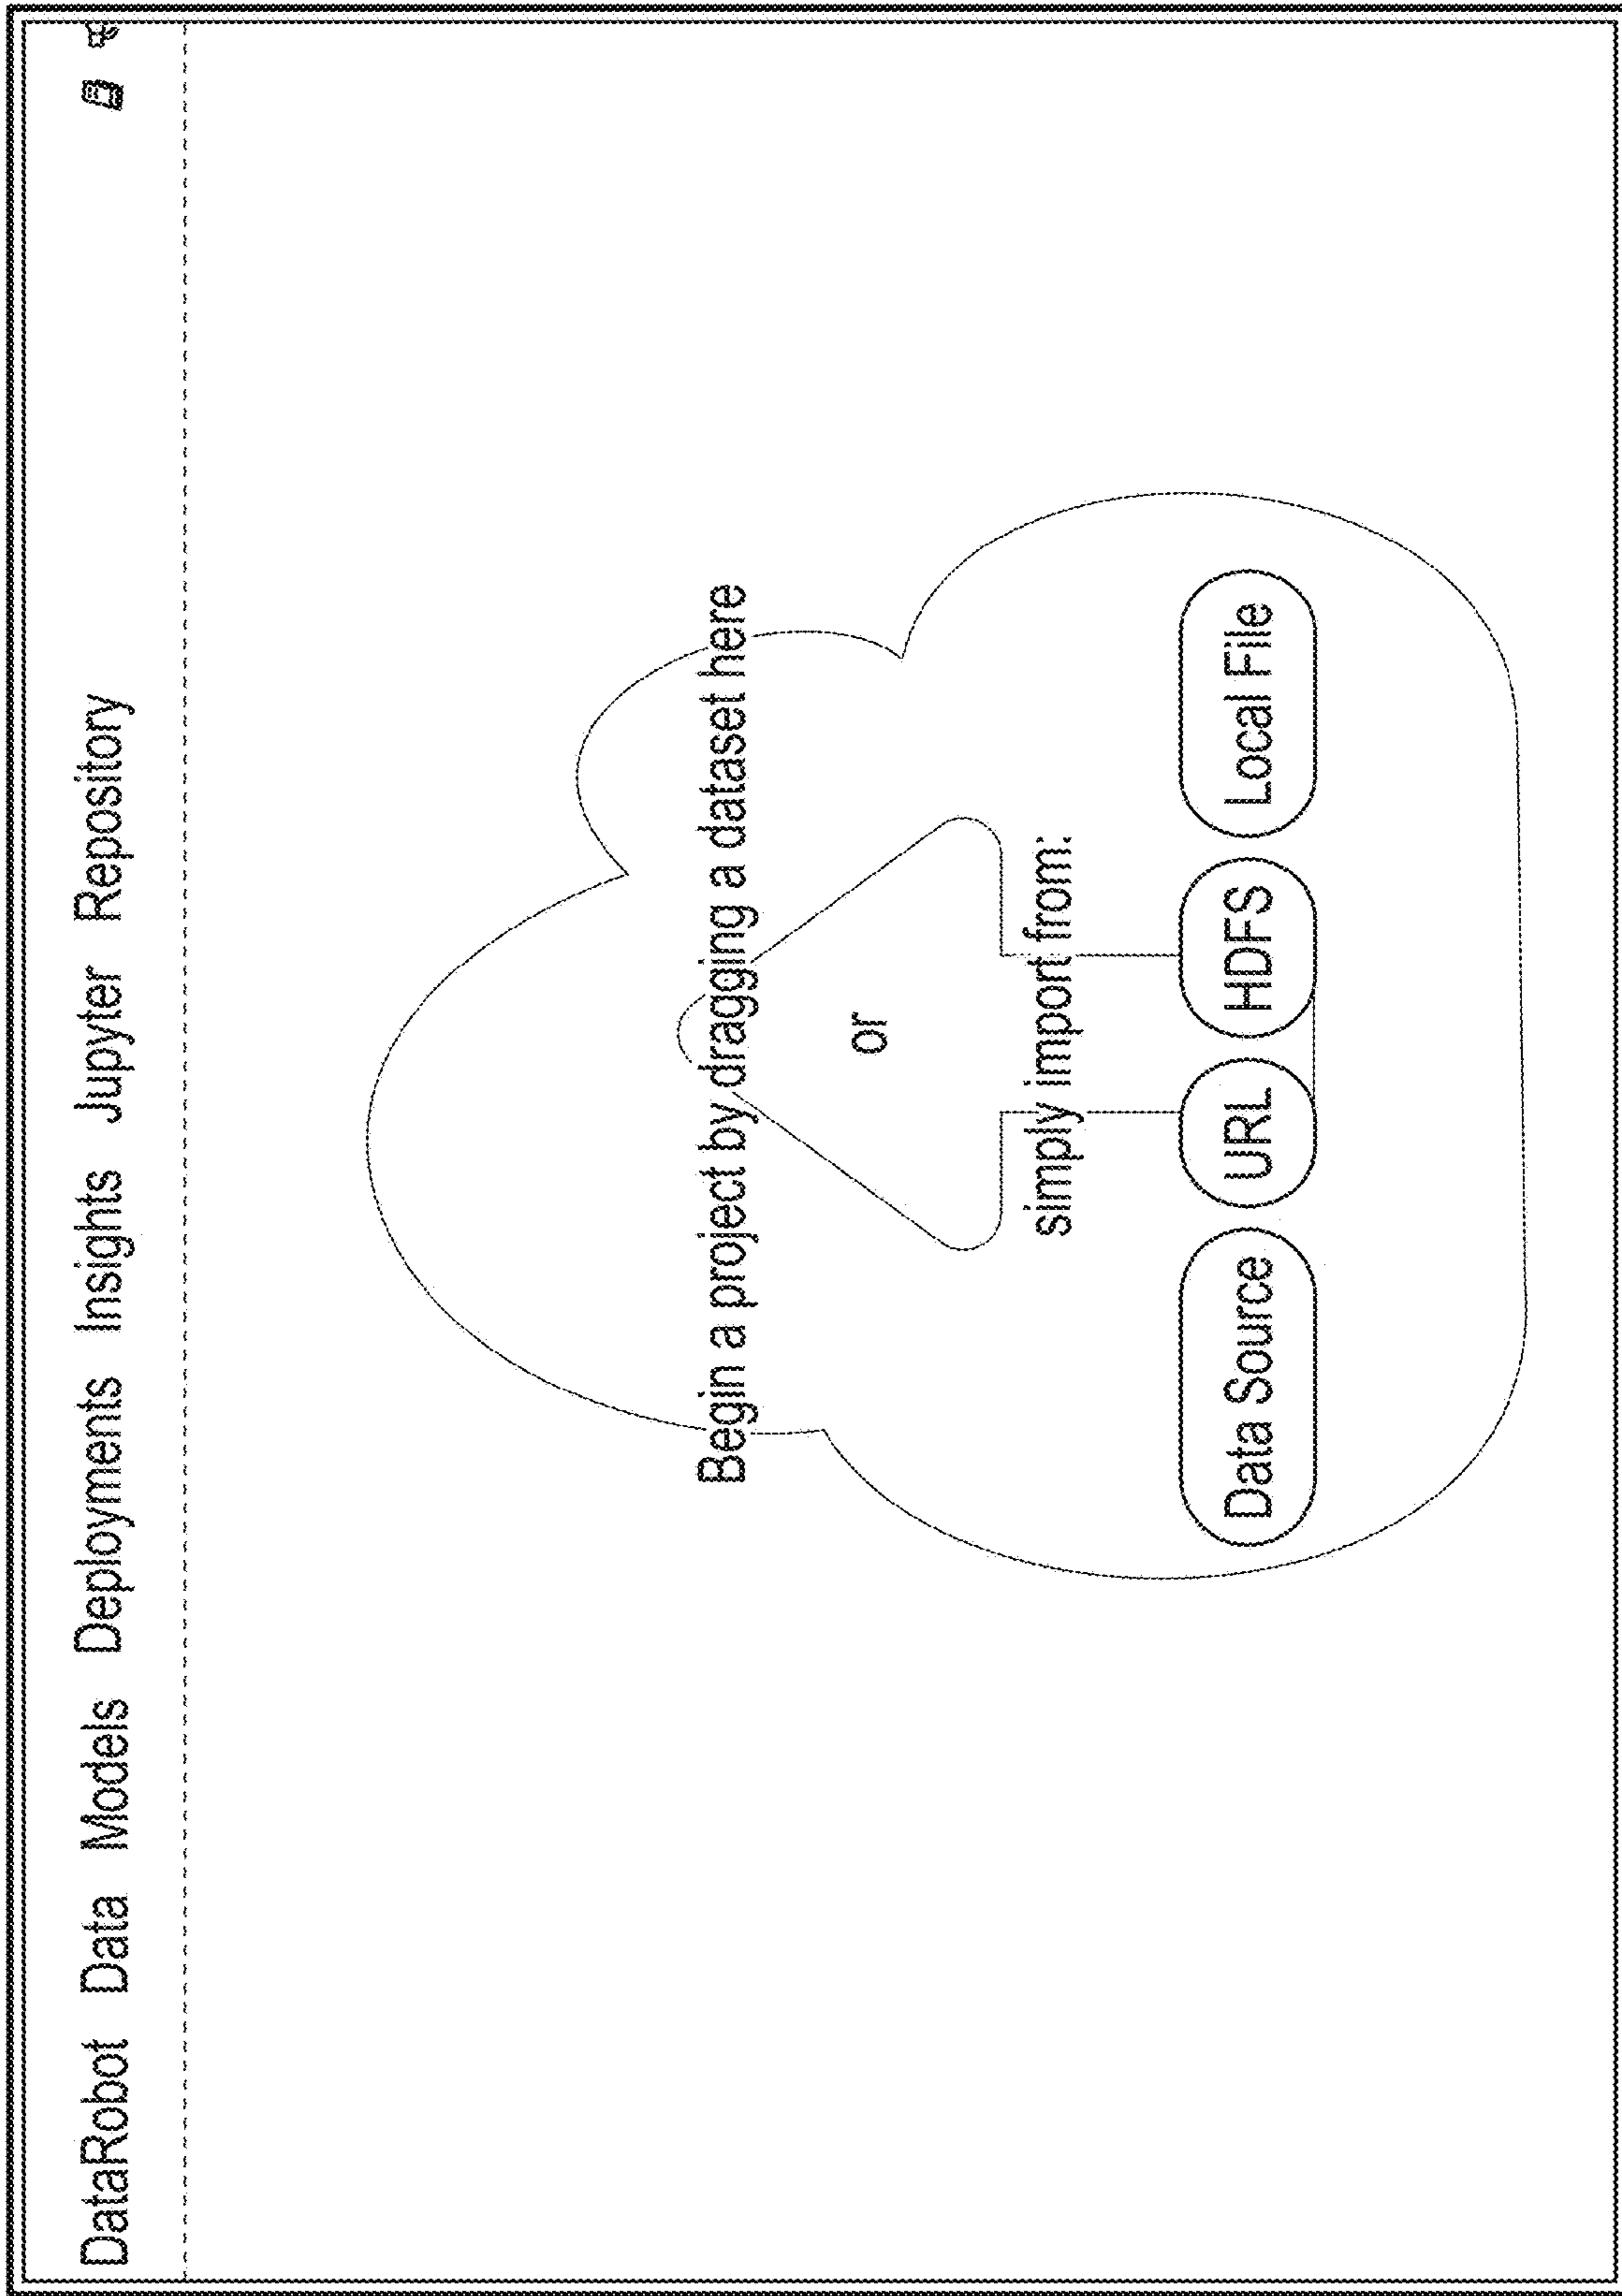 DataRobot Data Models Deployments Insights Jupyter Repository
Begin a project by dragging a dataset here
or
simply import from:
Data Source URL HDFS Local File